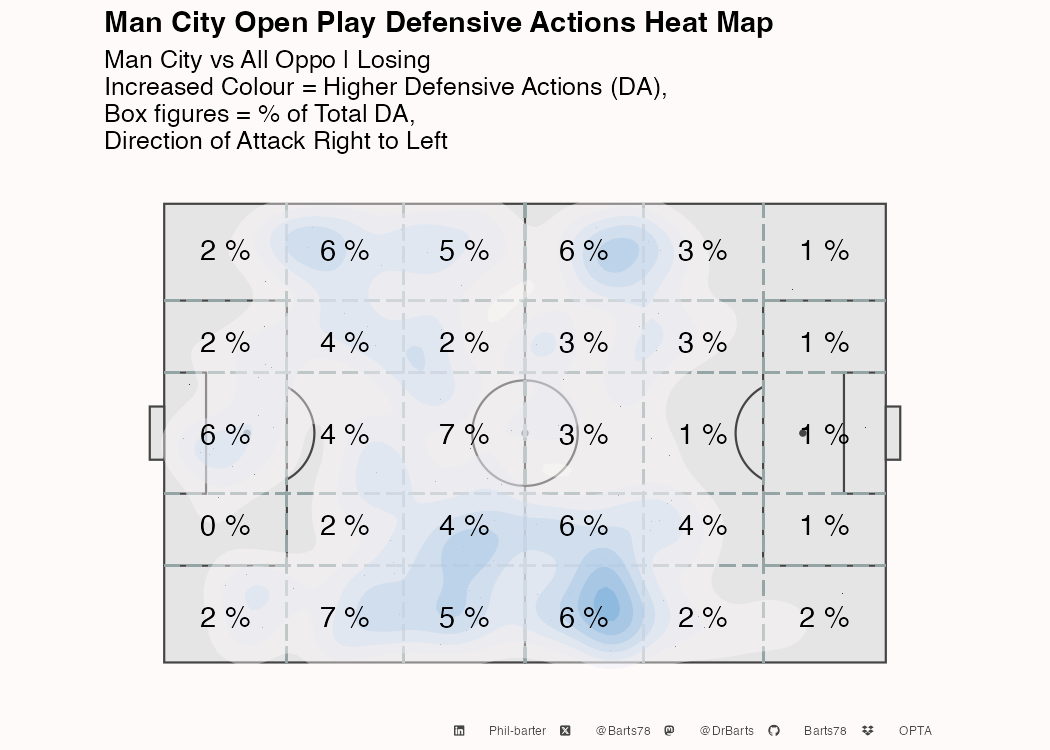 Man City Open Play Defensive Actions Heat Map
Man City vs All Oppo | Losing
Increased Colour = Higher Defensive Actions (DA),
Box figures = % of Total DA,
Direction of Attack Right to Left
2 % 6 % 5 % 6 % 3 % 1 %
2 % 4 % 2 % 3 % 3 % 1 %
6 % 4 % 7 % 3 % 1 % 1 %
0 % 2 % 4 % 6 % 4 % 1 %
2 % 7 % 5 % 6 % 2 % 2 %
Phil-barter @Barts78 @DrBarts Barts78 OPTA